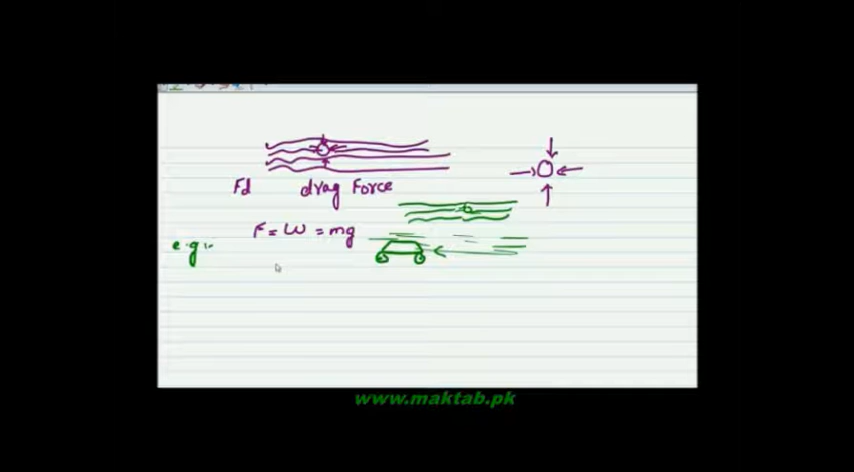 Fd drag Force
F = W = mg
e.g:
www.maktab.pk